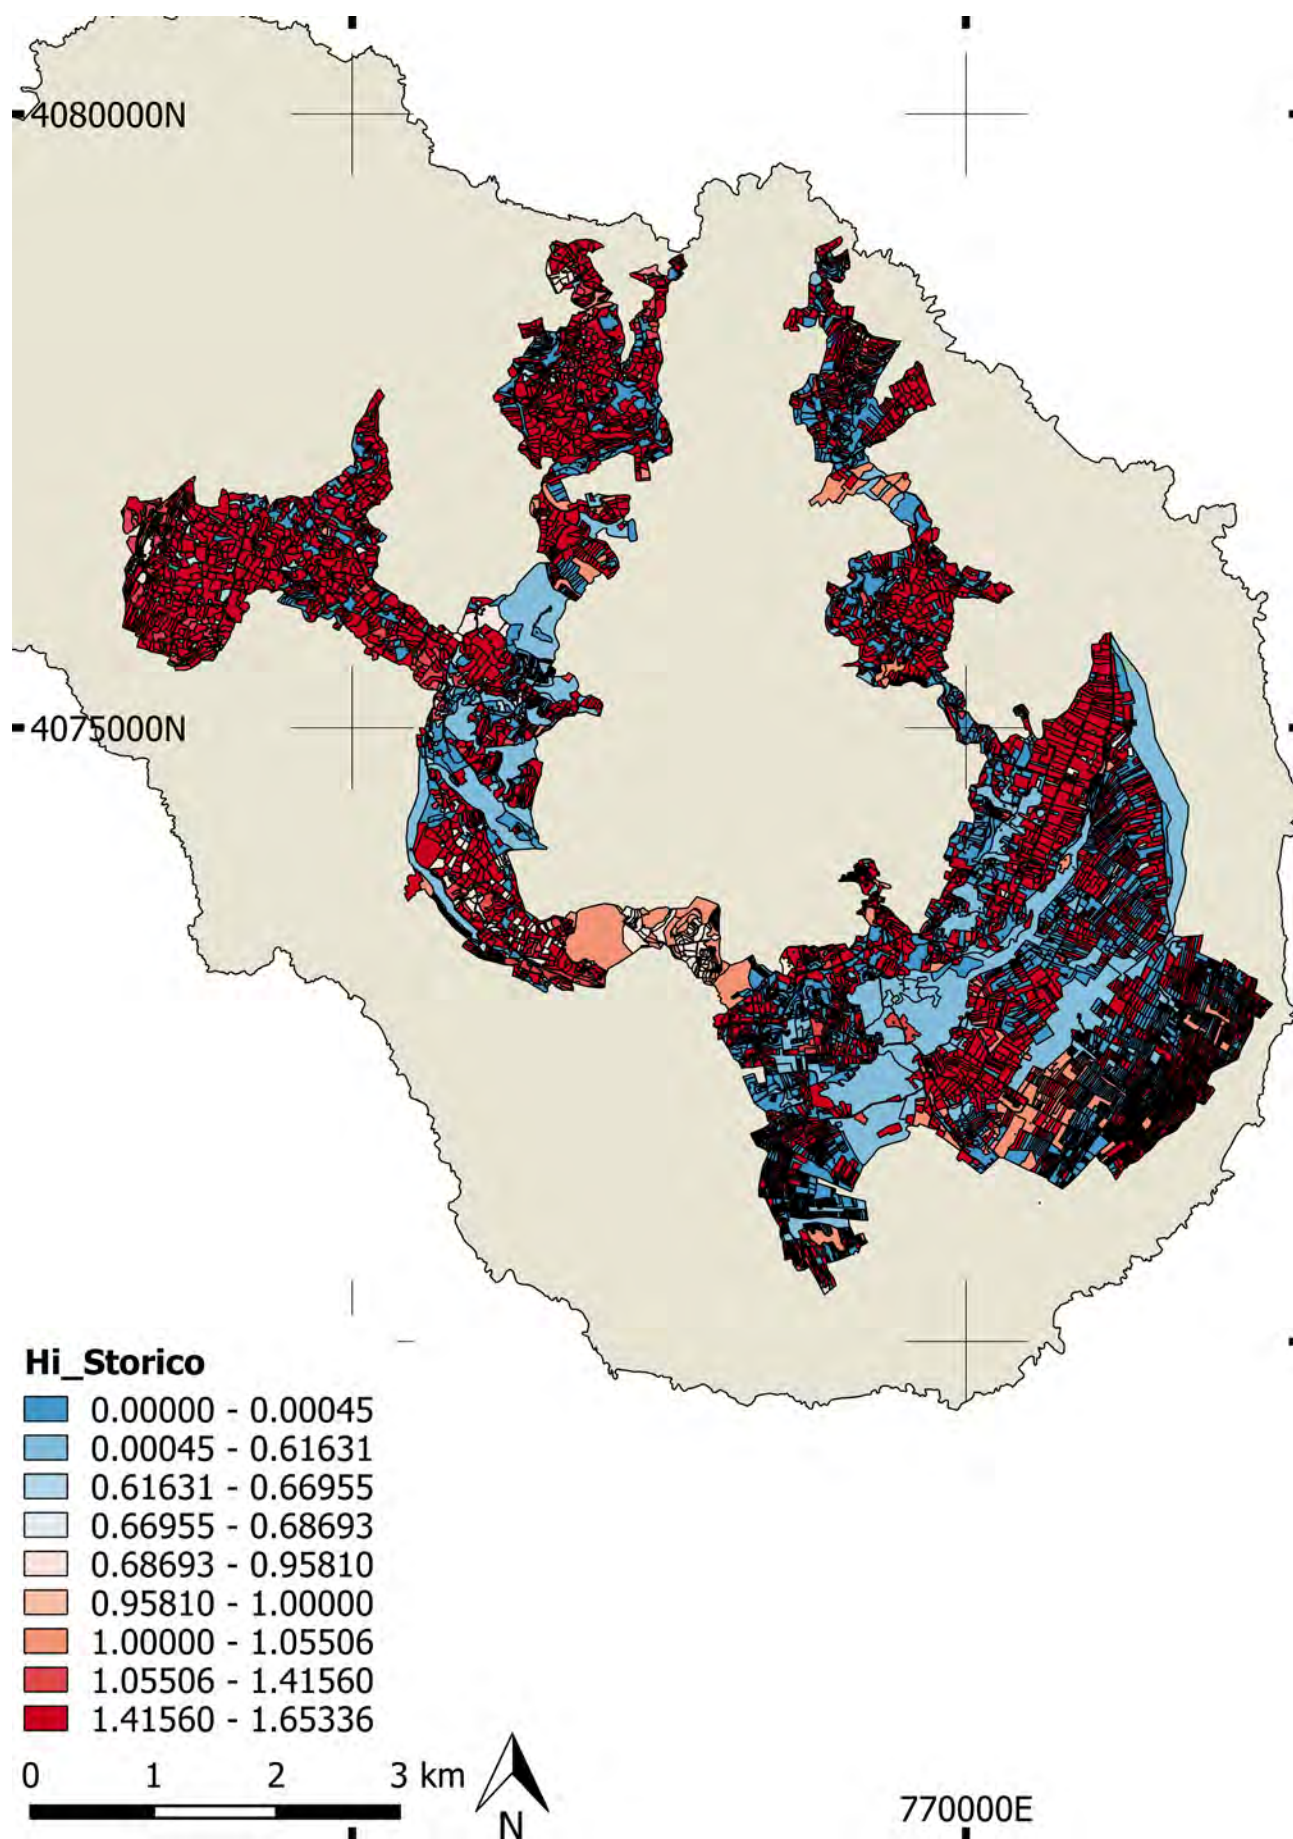 4080000N
4075000N
Hi_Storico
0.00000 - 0.00045
0.00045 - 0.61631
0.61631 - 0.66955
0.66955 - 0.68693
0.68693 - 0.95810
0.95810 - 1.00000
1.00000 - 1.05506
1.05506 - 1.41560
1.41560 - 1.65336
0 1 2 3 km
N
770000E